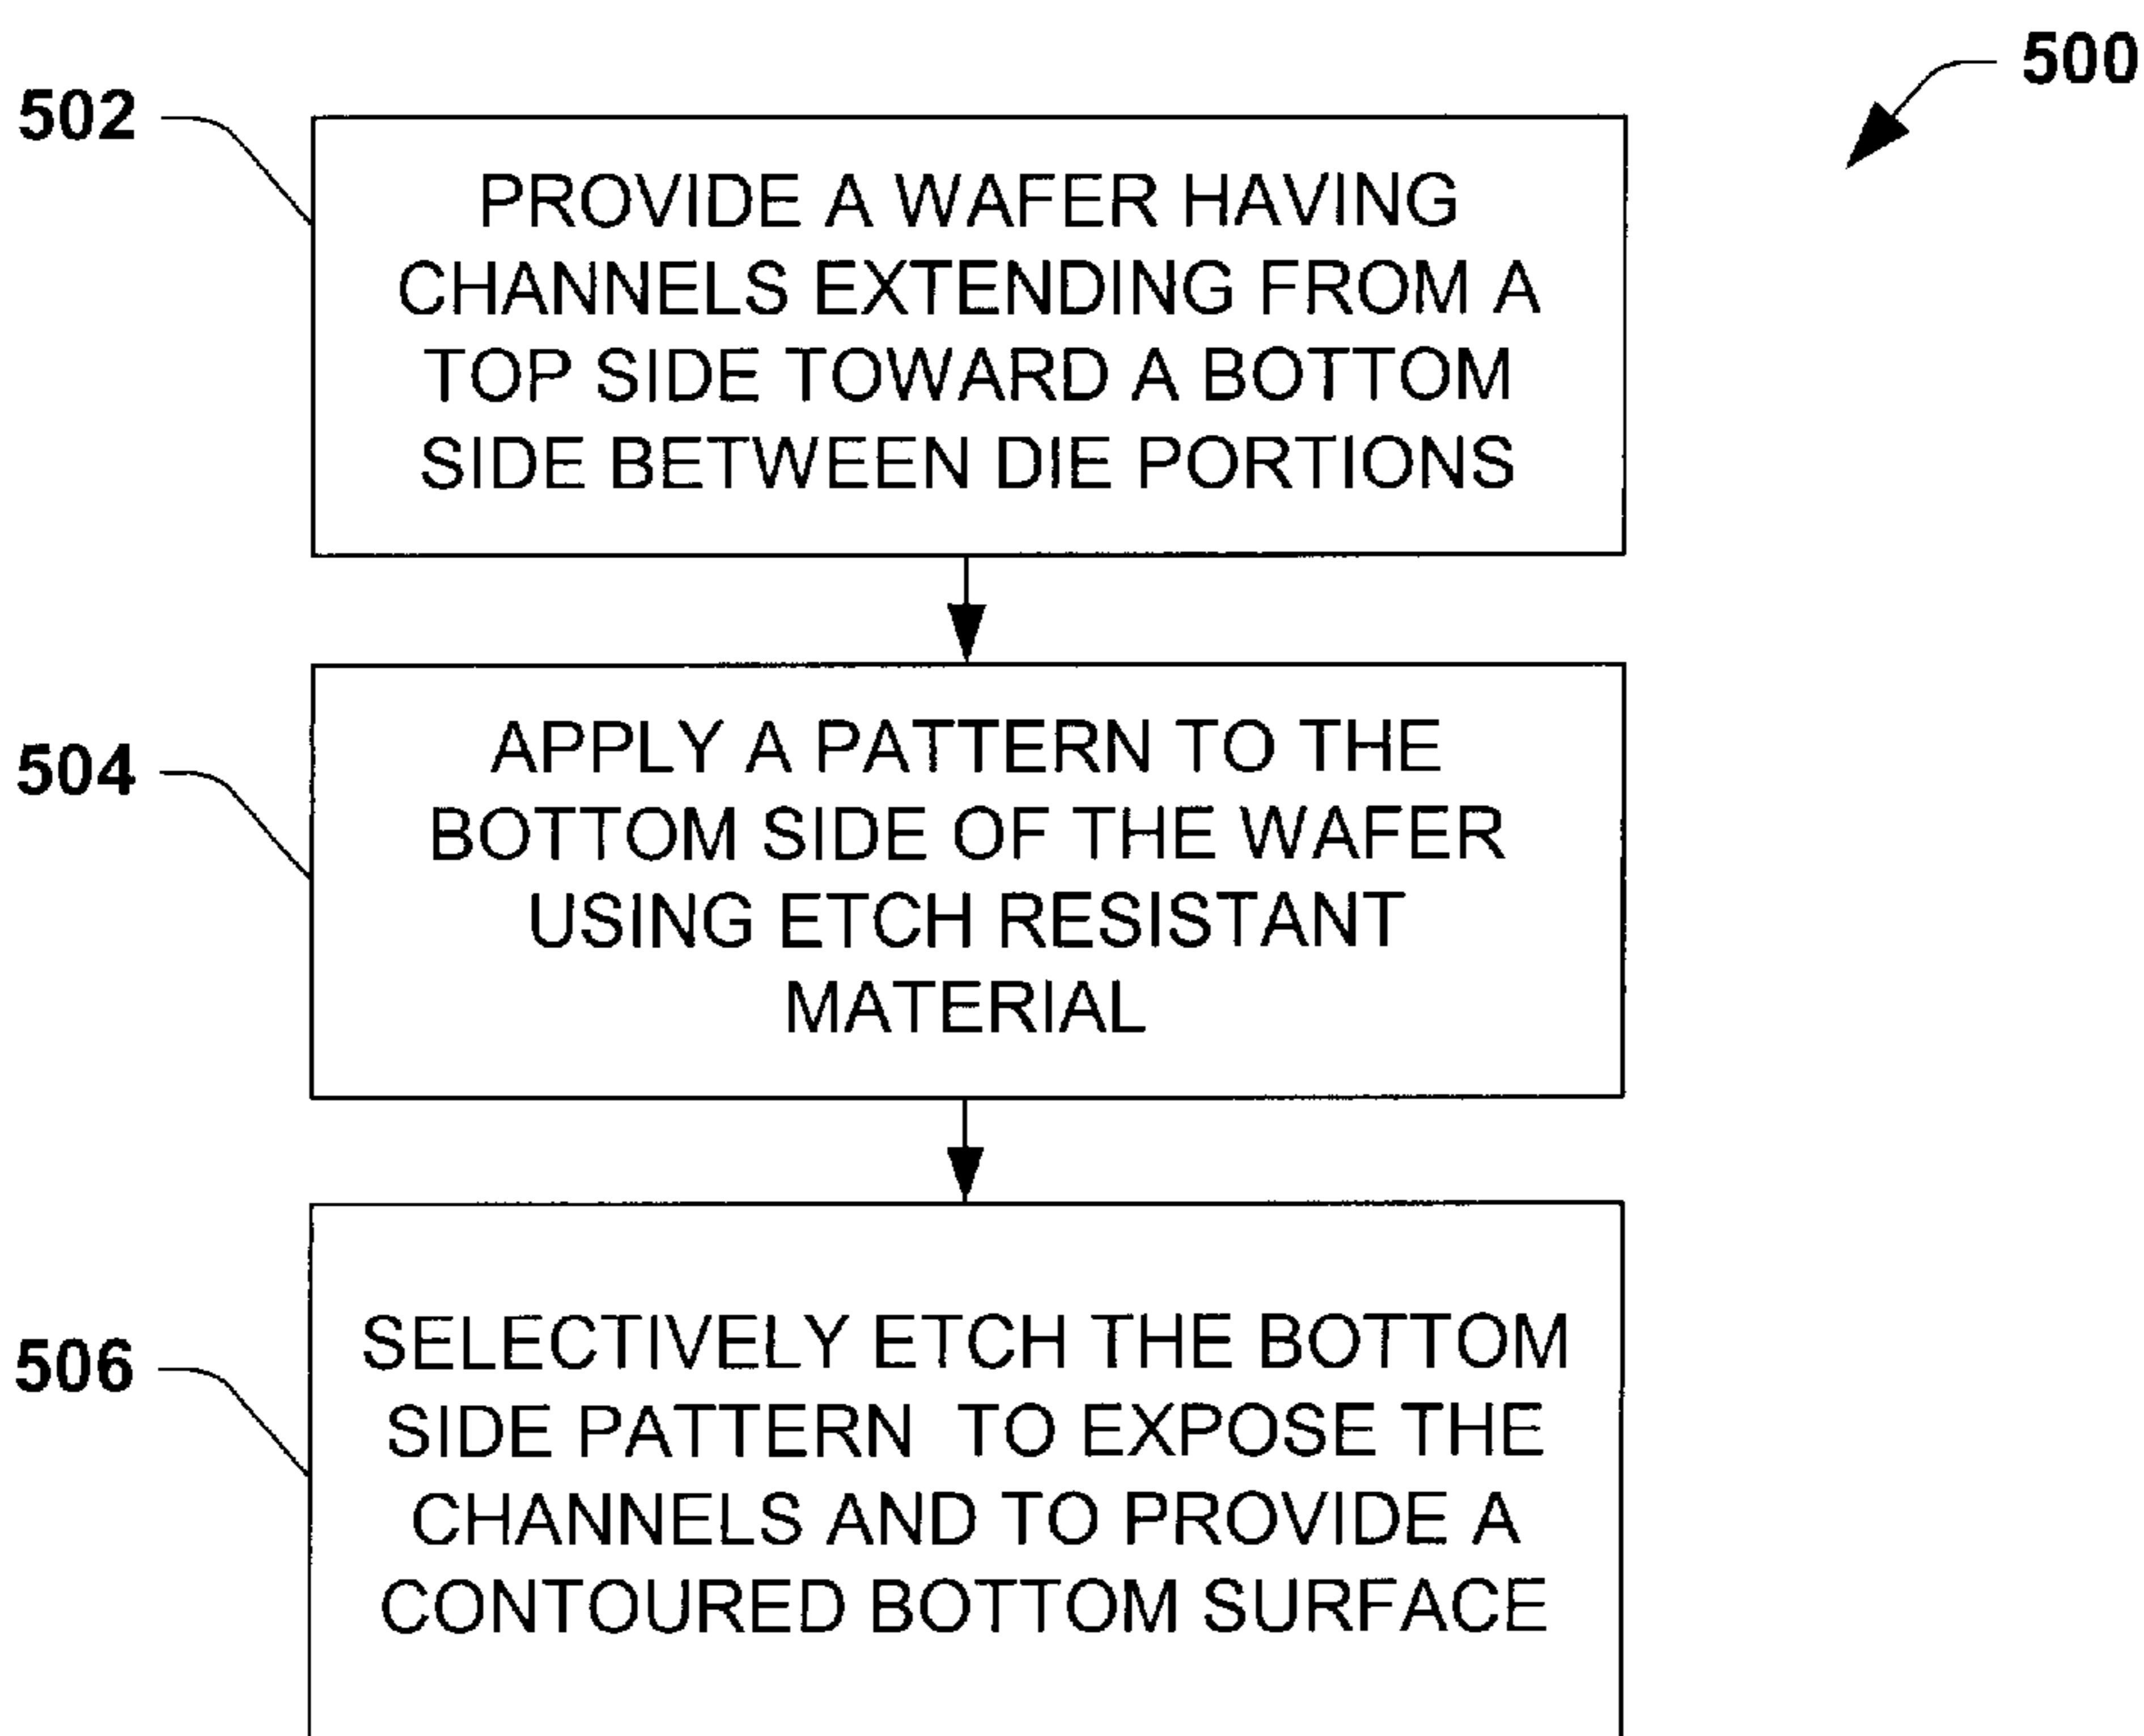 500
502
PROVIDE A WAFER HAVING
CHANNELS EXTENDING FROM A
TOP SIDE TOWARD A BOTTOM
SIDE BETWEEN DIE PORTIONS
504
APPLY A PATTERN TO THE
BOTTOM SIDE OF THE WAFER
USING ETCH RESISTANT
MATERIAL
506
SELECTIVELY ETCH THE BOTTOM
SIDE PATTERN TO EXPOSE THE
CHANNELS AND TO PROVIDE A
CONTOURED BOTTOM SURFACE